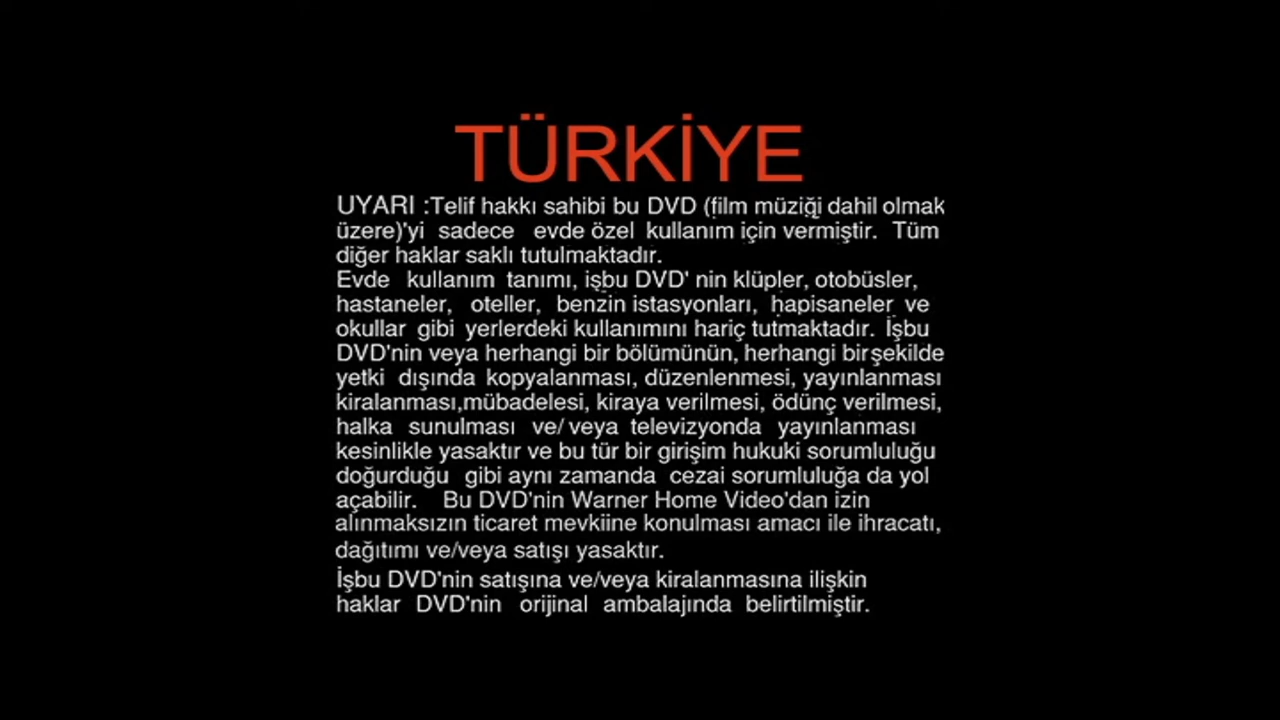 TÜRKİYE
UYARI :Telif hakkı sahibi bu DVD (film müziği dahil olmak
üzere)'yi sadece evde özel kullanım için vermiştir. Tüm
diğer haklar saklı tutulmaktadır.
Evde kullanım tanımı, işbu DVD' nin klüpler, otobüsler,
hastaneler, oteller, benzin istasyonları, hapisaneler ve
okullar gibi yerlerdeki kullanımını hariç tutmaktadır. İşbu
DVD'nin veya herhangi bir bölümünün, herhangi bir şekilde
yetki dışında kopyalanması, düzenlenmesi, yayınlanması
kiralanması,mübadelesi, kiraya verilmesi, ödünç verilmesi,
halka sunulması ve/ veya televizyonda yayınlanması
kesinlikle yasaktır ve bu tür bir girişim hukuki sorumluluğu
doğurduğu gibi aynı zamanda cezai sorumluluğa da yol
açabilir. Bu DVD'nin Warner Home Video'dan izin
alınmaksızın ticaret mevkiine konulması amacı ile ihracatı,
dağıtımı ve/veya satışı yasaktır.
İşbu DVD'nin satışına ve/veya kiralanmasına ilişkin
haklar DVD'nin orijinal ambalajında belirtilmiştir.